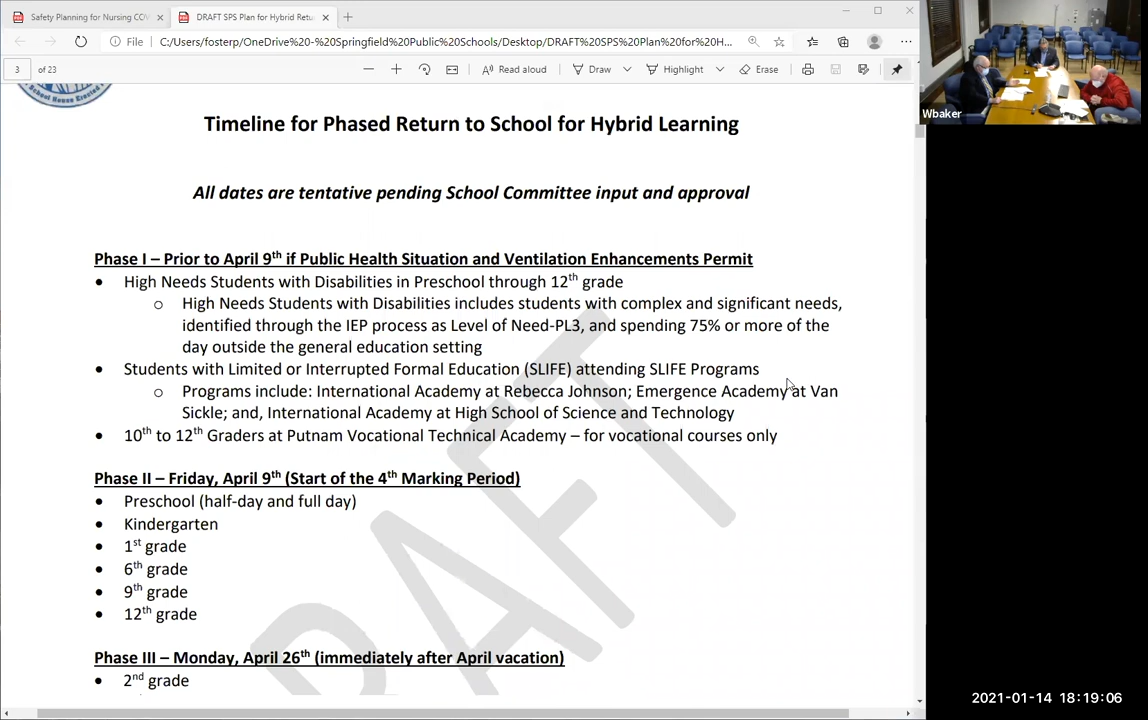 Safety Planning for Nursing COV
DRAFT SPS Plan for Hybrid Retu
File
C:/Users/fosterp/OneDrive%20-%20Springfield%20Public%20Schools/Desktop/DRAFT%20SPS%20Plan%20for%20H...
3 of 23
Read aloud
Draw
Highlight
Erase
Wbaker
Timeline for Phased Return to School for Hybrid Learning
All dates are tentative pending School Committee input and approval
Phase I – Prior to April 9th if Public Health Situation and Ventilation Enhancements Permit
• High Needs Students with Disabilities in Preschool through 12th grade
o High Needs Students with Disabilities includes students with complex and significant needs,
identified through the IEP process as Level of Need-PL3, and spending 75% or more of the
day outside the general education setting
• Students with Limited or Interrupted Formal Education (SLIFE) attending SLIFE Programs
o Programs include: International Academy at Rebecca Johnson; Emergence Academy at Van
Sickle; and, International Academy at High School of Science and Technology
• 10th to 12th Graders at Putnam Vocational Technical Academy – for vocational courses only
Phase II – Friday, April 9th (Start of the 4th Marking Period)
• Preschool (half-day and full day)
• Kindergarten
• 1st grade
• 6th grade
• 9th grade
• 12th grade
Phase III – Monday, April 26th (immediately after April vacation)
• 2nd grade
DRAFT
2021-01-14 18:19:06